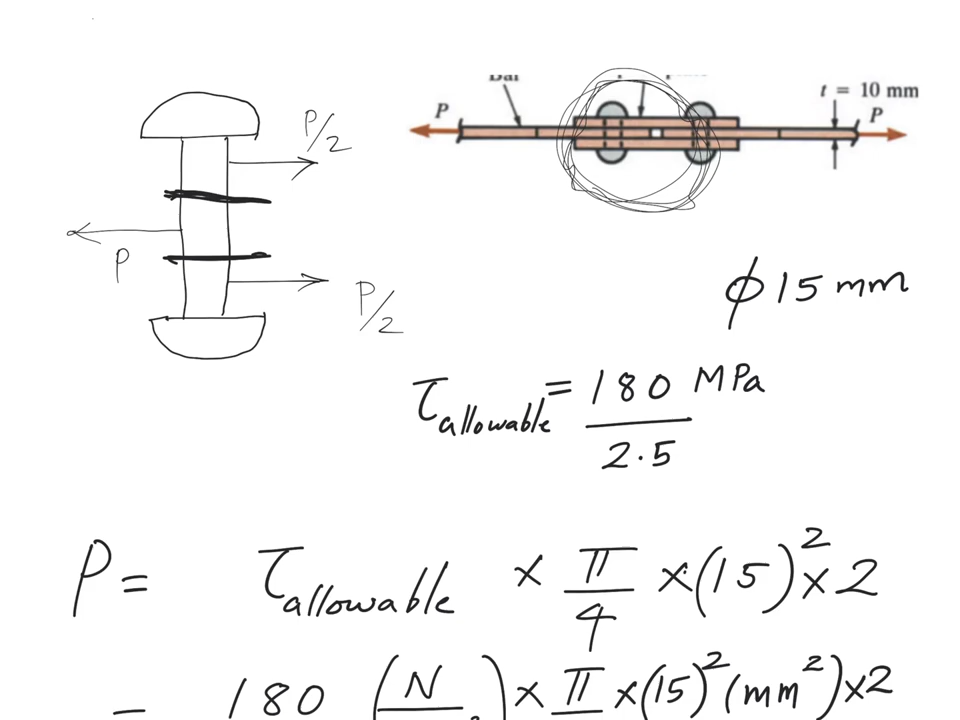 P/2
P
P/2
P
t = 10 mm
P
ϕ 15 mm
τallowable = 180 MPa
2.5
P = τallowable × π/4 × (15)² × 2
= 180 (N ) × π × (15)² (mm²) × 2